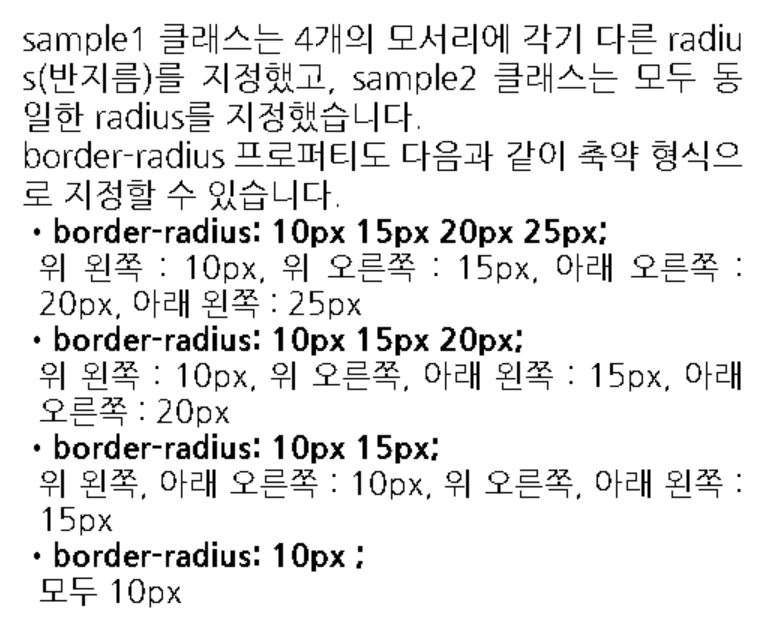 sample1 클래스는 4개의 모서리에 각기 다른 radiu
s(반지름)를 지정했고, sample2 클래스는 모두 동
일한 radius를 지정했습니다.
border-radius 프로퍼티도 다음과 같이 축약 형식으
로 지정할 수 있습니다.
• border-radius: 10px 15px 20px 25px;
위 왼쪽 : 10px, 위 오른쪽 : 15px, 아래 오른쪽 :
20px, 아래 왼쪽 : 25px
• border-radius: 10px 15px 20px;
위 왼쪽 : 10px, 위 오른쪽, 아래 왼쪽 : 15px, 아래
오른쪽 : 20px
• border-radius: 10px 15px;
위 왼쪽, 아래 오른쪽 : 10px, 위 오른쪽, 아래 왼쪽 :
15px
• border-radius: 10px ;
모두 10px